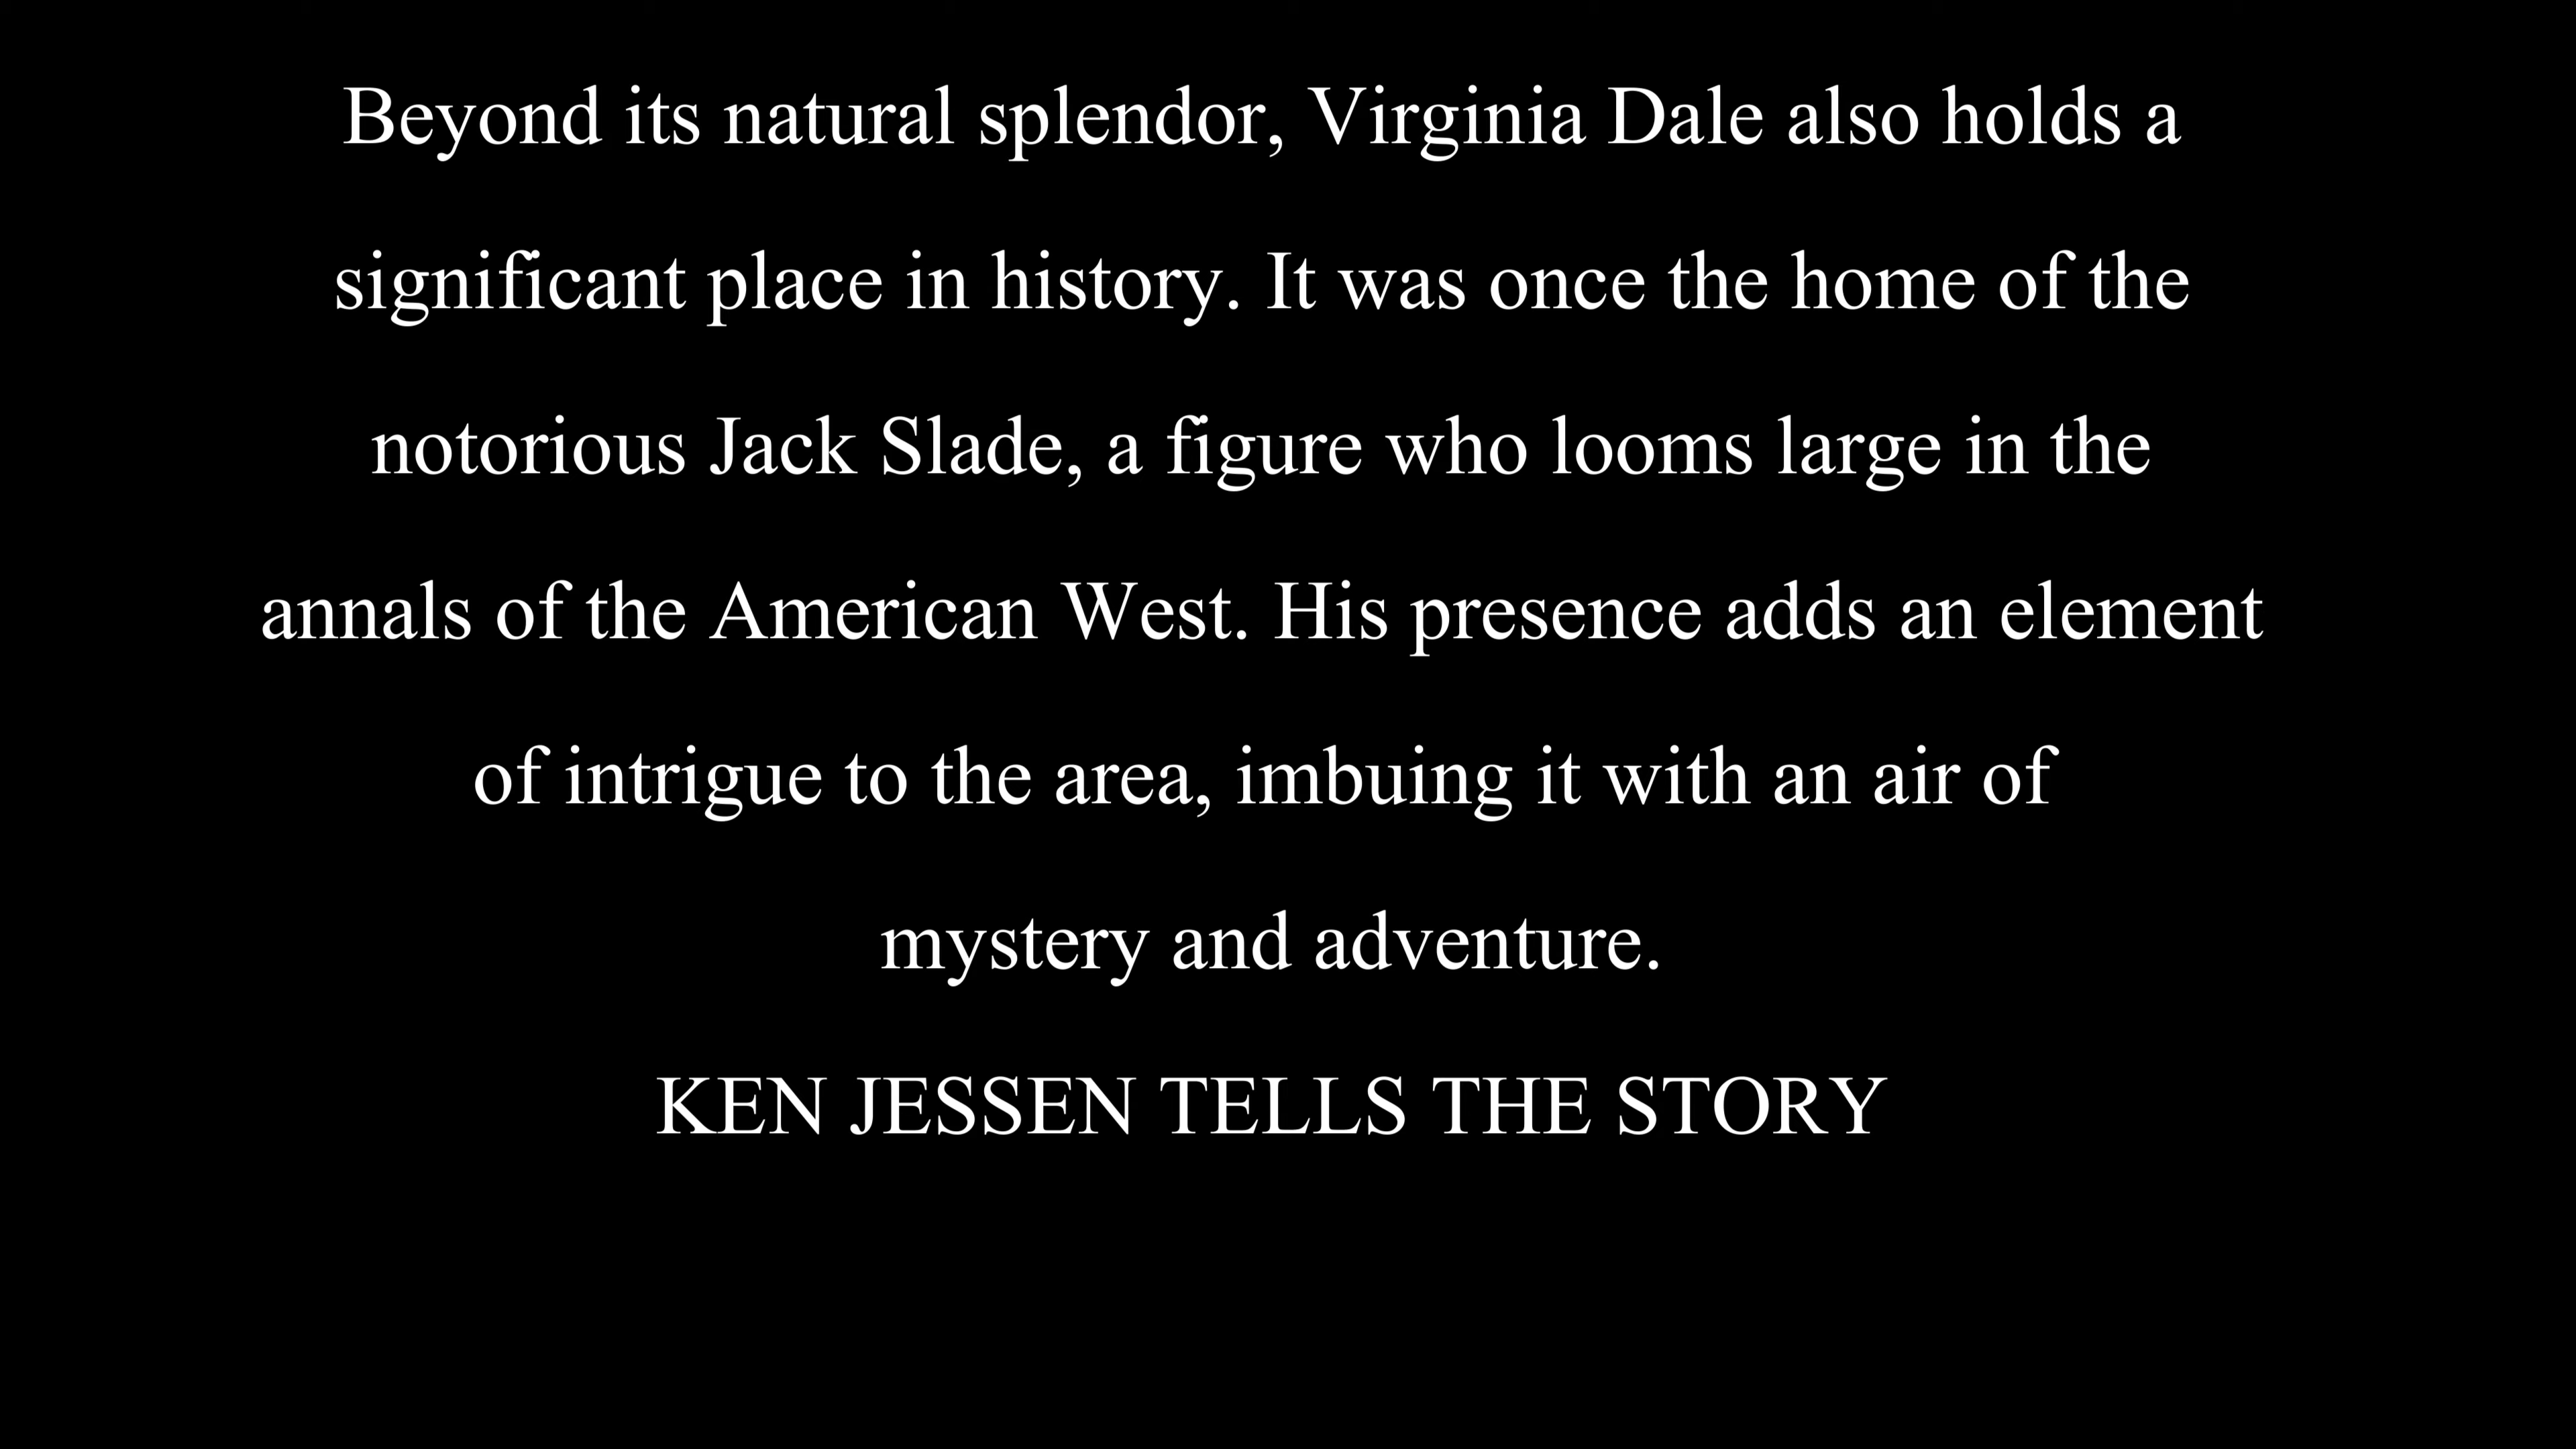 Beyond its natural splendor, Virginia Dale also holds a
significant place in history. It was once the home of the
notorious Jack Slade, a figure who looms large in the
annals of the American West. His presence adds an element
of intrigue to the area, imbuing it with an air of
mystery and adventure.
KEN JESSEN TELLS THE STORY